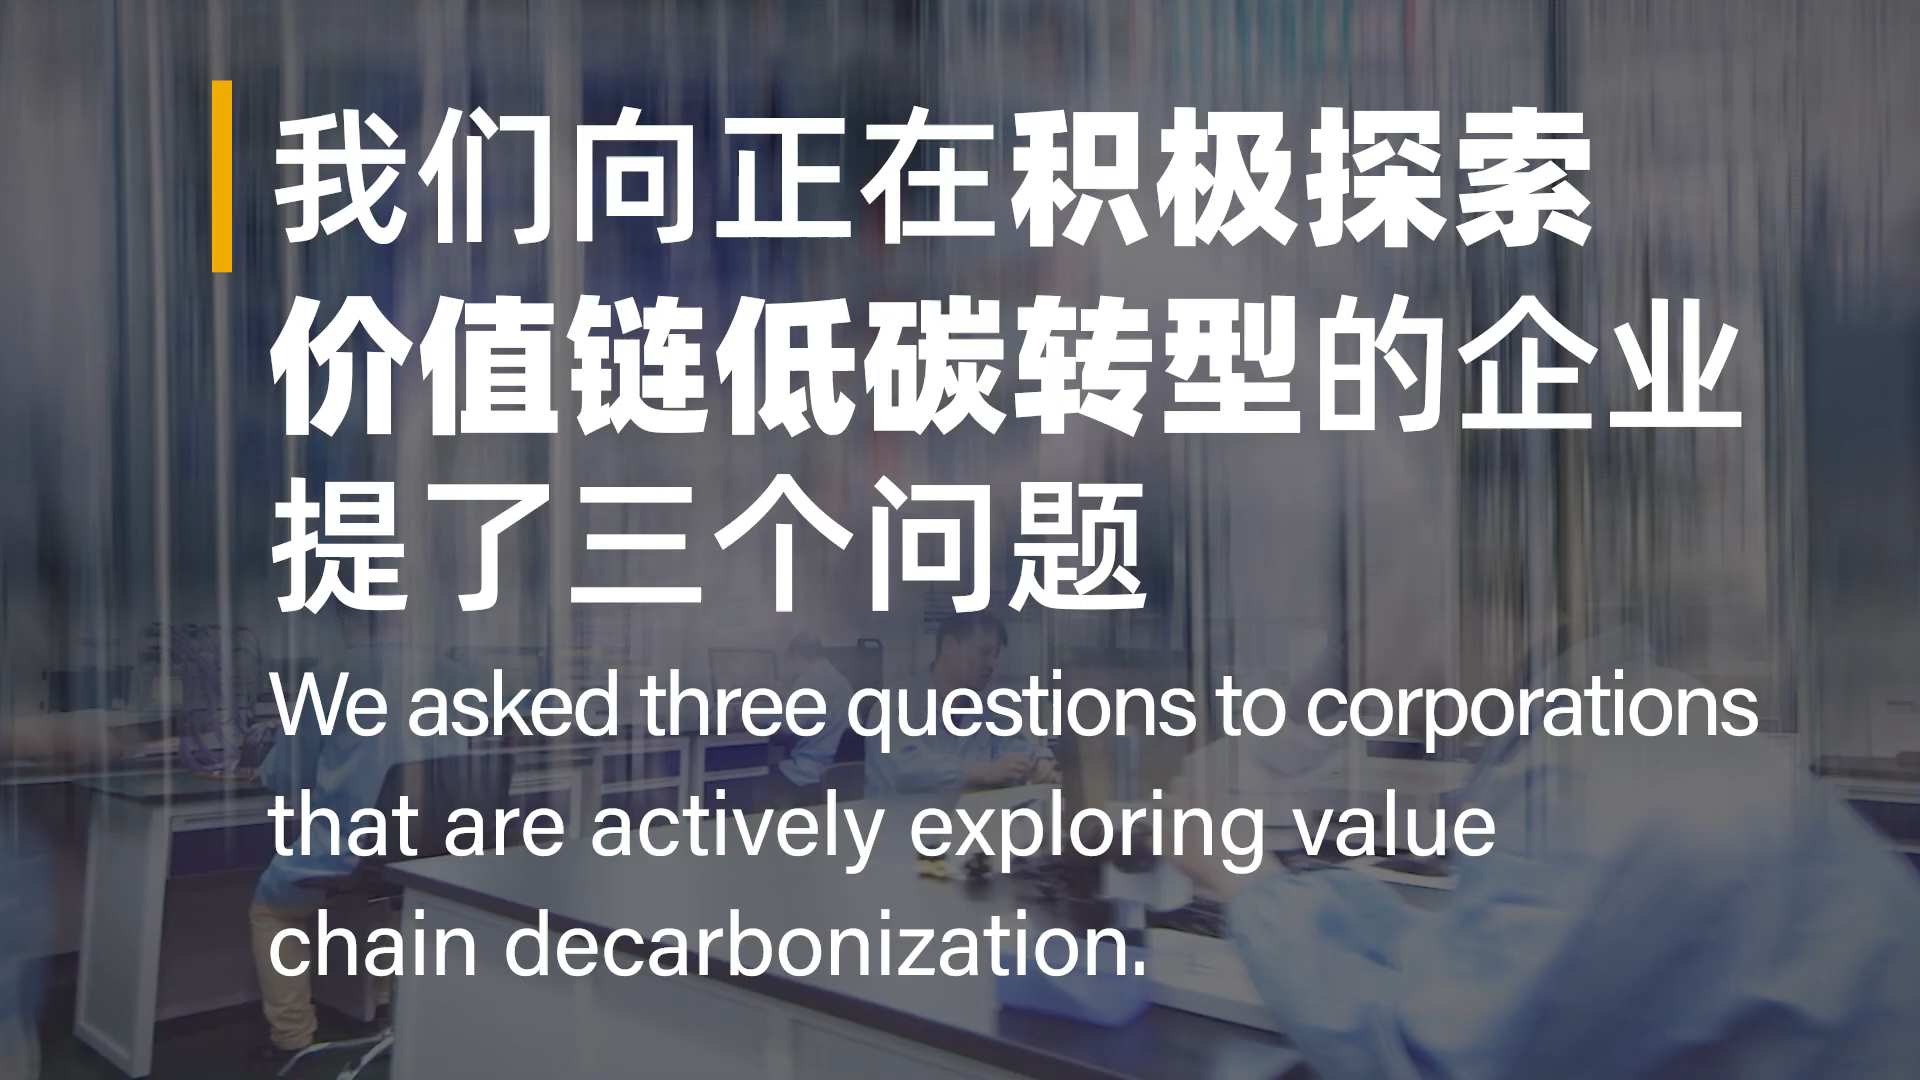 我们向正在积极探索
价值链低碳转型的企业
提了三个问题
We asked three questions to corporations
that are actively exploring value
chain decarbonization.